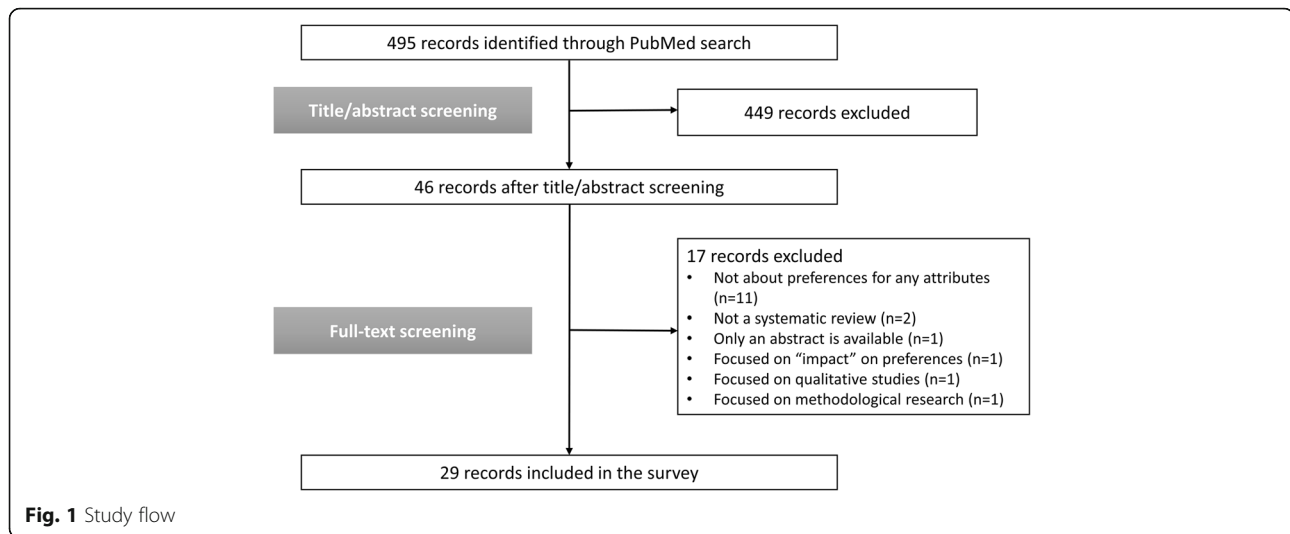 495 records identified through PubMed search
Title/abstract screening
449 records excluded
46 records after title/abstract screening
17 records excluded
• Not about preferences for any attributes
(n=11)
• Not a systematic review (n=2)
• Only an abstract is available (n=1)
• Focused on “impact” on preferences (n=1)
• Focused on qualitative studies (n=1)
• Focused on methodological research (n=1)
Full-text screening
29 records included in the survey
Fig. 1 Study flow